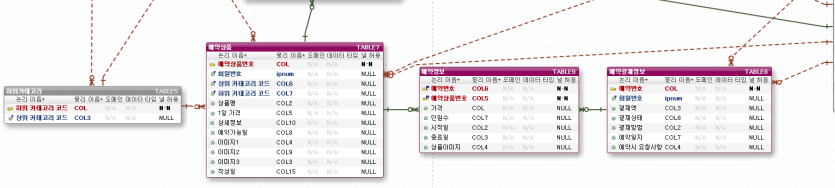 예약상품 TABLE7
논리 이름* 물리 이름* 도메인 데이터 타입 널 허용
예약상품번호 COL N/A N/A N·N
회원번호 ipnum N/A N/A NULL
상위 카테고리 코드 COL6 N/A N/A NULL
하위 카테고리 코드 COL7 N/A N/A NULL
상품명 COL2 N/A N/A NULL
1일 가격 COL5 N/A N/A NULL
상세정보 COL10 N/A N/A NULL
예약가능일 COL8 N/A N/A NULL
이미지1 COL4 N/A N/A NULL
이미지2 COL9 N/A N/A NULL
이미지3 COL3 N/A N/A NULL
작성일 COL15 N/A N/A NULL
하위카테고리 TABLE5
논리 이름* 물리 이름* 도메인 데이터 타입 널 허용
하위 카테고리 코드 COL N/A N/A N·N
상위 카테고리 코드 COL3 N/A N/A NULL
예약정보 TABLE9
논리 이름* 물리 이름* 도메인 데이터 타입 널 허용
예약번호 COL6 N/A N/A N·N
예약상품번호 COL5 N/A N/A N·N
가격 COL N/A N/A NULL
인원수 COL7 N/A N/A NULL
시작일 COL2 N/A N/A NULL
종료일 COL3 N/A N/A NULL
상품이미지 COL4 N/A N/A NULL
예약결제정보 TABLE8
논리 이름* 물리 이름* 도메인 데이터 타입 널 허용
예약번호 COL N/A N/A N·N
회원번호 ipnum N/A N/A NULL
결제액 COL3 N/A N/A NULL
결제상태 COL8 N/A N/A NULL
결제방법 COL2 N/A N/A NULL
예약일자 COL7 N/A N/A NULL
예약시 요청사항 COL4 N/A N/A NULL